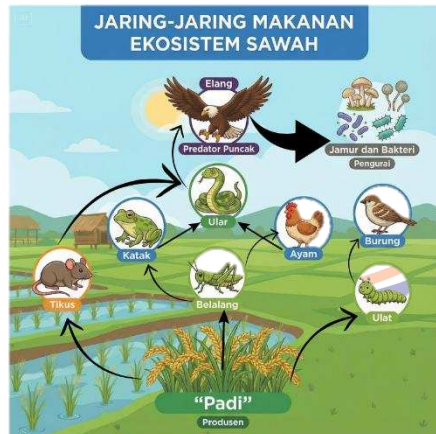 JARING-JARING MAKANAN
EKOSISTEM SAWAH
Elang
Predator Puncak
Jamur dan Bakteri
Pengurai
Ular
Katak
Ayam
Burung
Tikus
Belalang
Ulat
“Padi”
Produsen